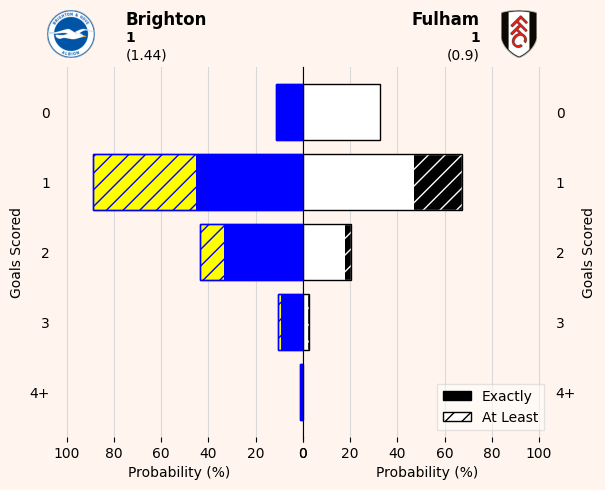 Brighton
1
(1.44)
Fulham
1
(0.9)
0
1
2
3
4+
Goals Scored
0
1
2
3
4+
Goals Scored
Exactly
At Least
100 80 60 40 20 0
0 20 40 60 80 100
Probability (%)
Probability (%)